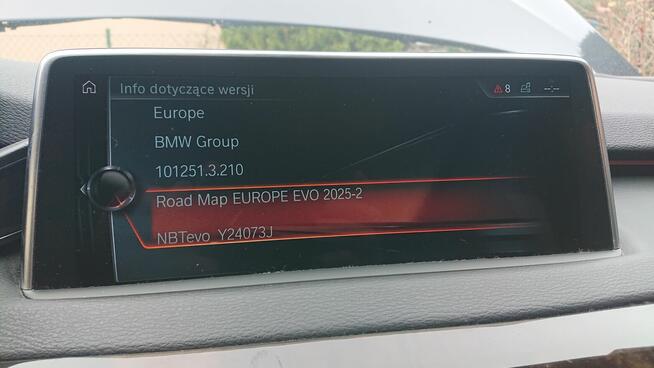 Info dotyczące wersji
8
--:--
Europe
BMW Group
101251.3.210
Road Map EUROPE EVO 2025-2
NBTevo_Y24073J